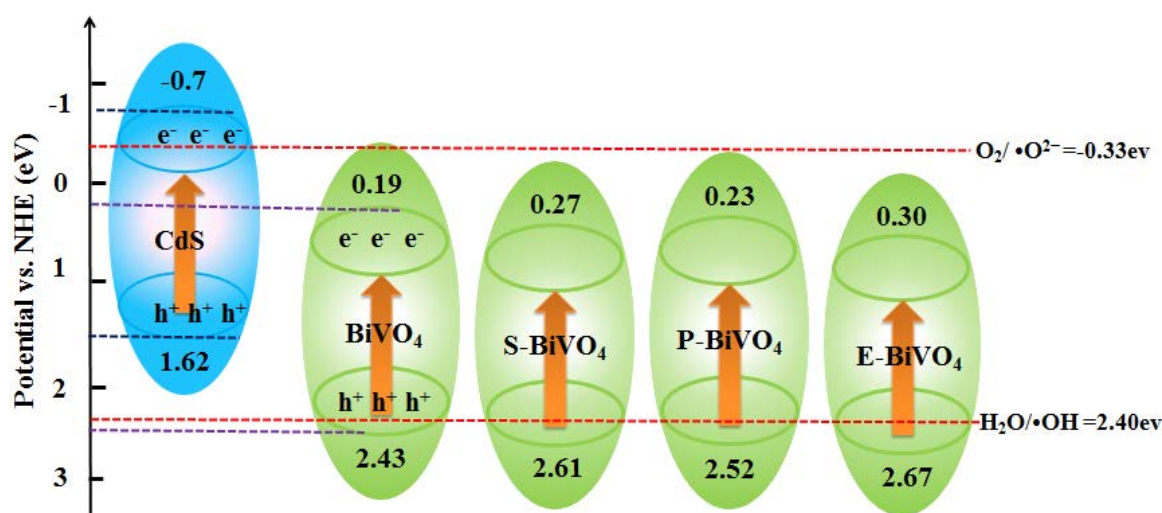 Potential vs. NHE (eV)
-1
0
1
2
3
-0.7
e⁻ e⁻ e⁻
CdS
h⁺ h⁺ h⁺
1.62
0.19
e⁻ e⁻ e⁻
BiVO₄
h⁺ h⁺ h⁺
2.43
0.27
S-BiVO₄
2.61
0.23
P-BiVO₄
2.52
0.30
E-BiVO₄
2.67
O₂/ •O²⁻ =-0.33ev
H₂O/•OH =2.40ev